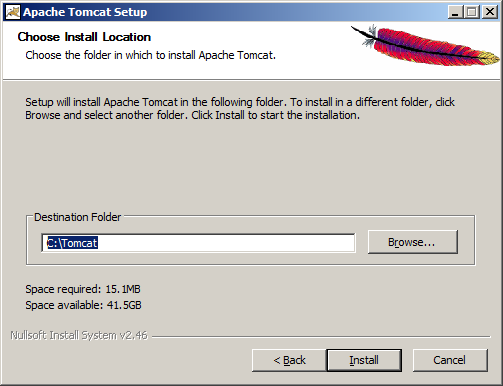 Apache Tomcat Setup
Choose Install Location
Choose the folder in which to install Apache Tomcat.
Setup will install Apache Tomcat in the following folder. To install in a different folder, click
Browse and select another folder. Click Install to start the installation.
Destination Folder
C:\Tomcat
Browse...
Space required: 15.1MB
Space available: 41.5GB
Nullsoft Install System v2.46
< Back
Install
Cancel